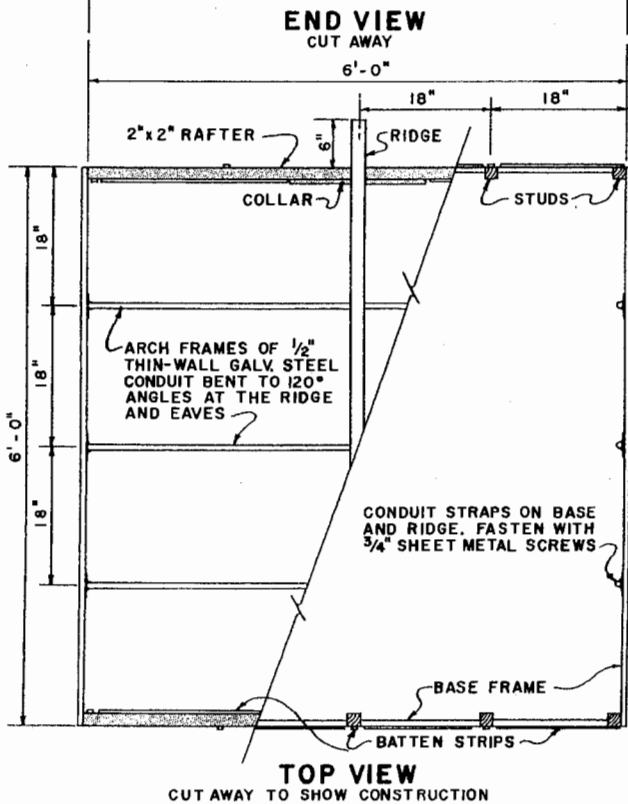 END VIEW
CUT AWAY
6'-0"
18"
18"
6"
2"x2" RAFTER
RIDGE
COLLAR
STUDS
18"
ARCH FRAMES OF 1/2"
THIN-WALL GALV. STEEL
CONDUIT BENT TO 120°
ANGLES AT THE RIDGE
AND EAVES
18"
6'-0"
18"
CONDUIT STRAPS ON BASE
AND RIDGE. FASTEN WITH
3/4" SHEET METAL SCREWS
BASE FRAME
BATTEN STRIPS
TOP VIEW
CUT AWAY TO SHOW CONSTRUCTION